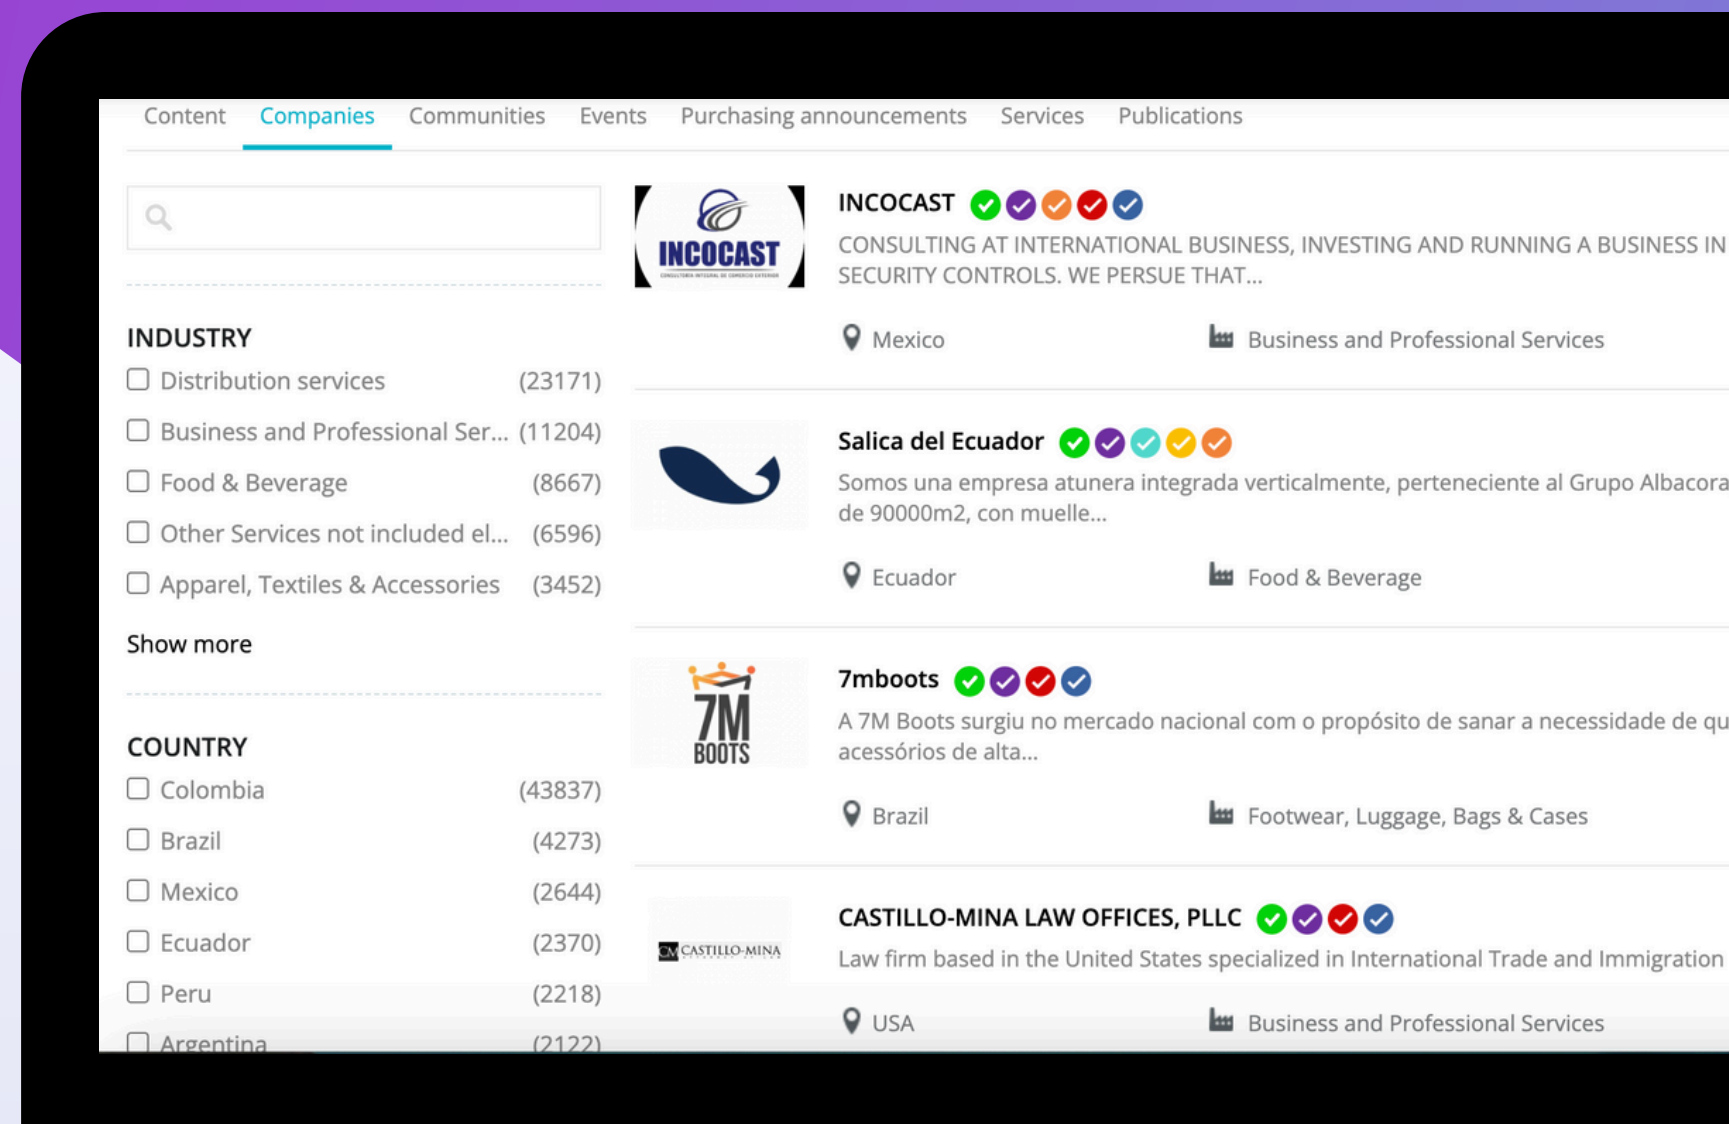 Content Companies Communities Events Purchasing announcements Services Publications
INDUSTRY
Distribution services (23171)
Business and Professional Ser... (11204)
Food & Beverage (8667)
Other Services not included el... (6596)
Apparel, Textiles & Accessories (3452)
Show more
COUNTRY
Colombia (43837)
Brazil (4273)
Mexico (2644)
Ecuador (2370)
Peru (2218)
Argentina (2122)
INCOCAST
CONSULTORÍA INTEGRAL DE COMERCIO EXTERIOR
INCOCAST
CONSULTING AT INTERNATIONAL BUSINESS, INVESTING AND RUNNING A BUSINESS IN
SECURITY CONTROLS. WE PERSUE THAT...
Mexico Business and Professional Services
Salica del Ecuador
Somos una empresa atunera integrada verticalmente, perteneciente al Grupo Albacora
de 90000m2, con muelle...
Ecuador Food & Beverage
7M
BOOTS
7mboots
A 7M Boots surgiu no mercado nacional com o propósito de sanar a necessidade de qu
acessórios de alta...
Brazil Footwear, Luggage, Bags & Cases
CM CASTILLO-MINA
CASTILLO-MINA LAW OFFICES, PLLC
Law firm based in the United States specialized in International Trade and Immigration
USA Business and Professional Services